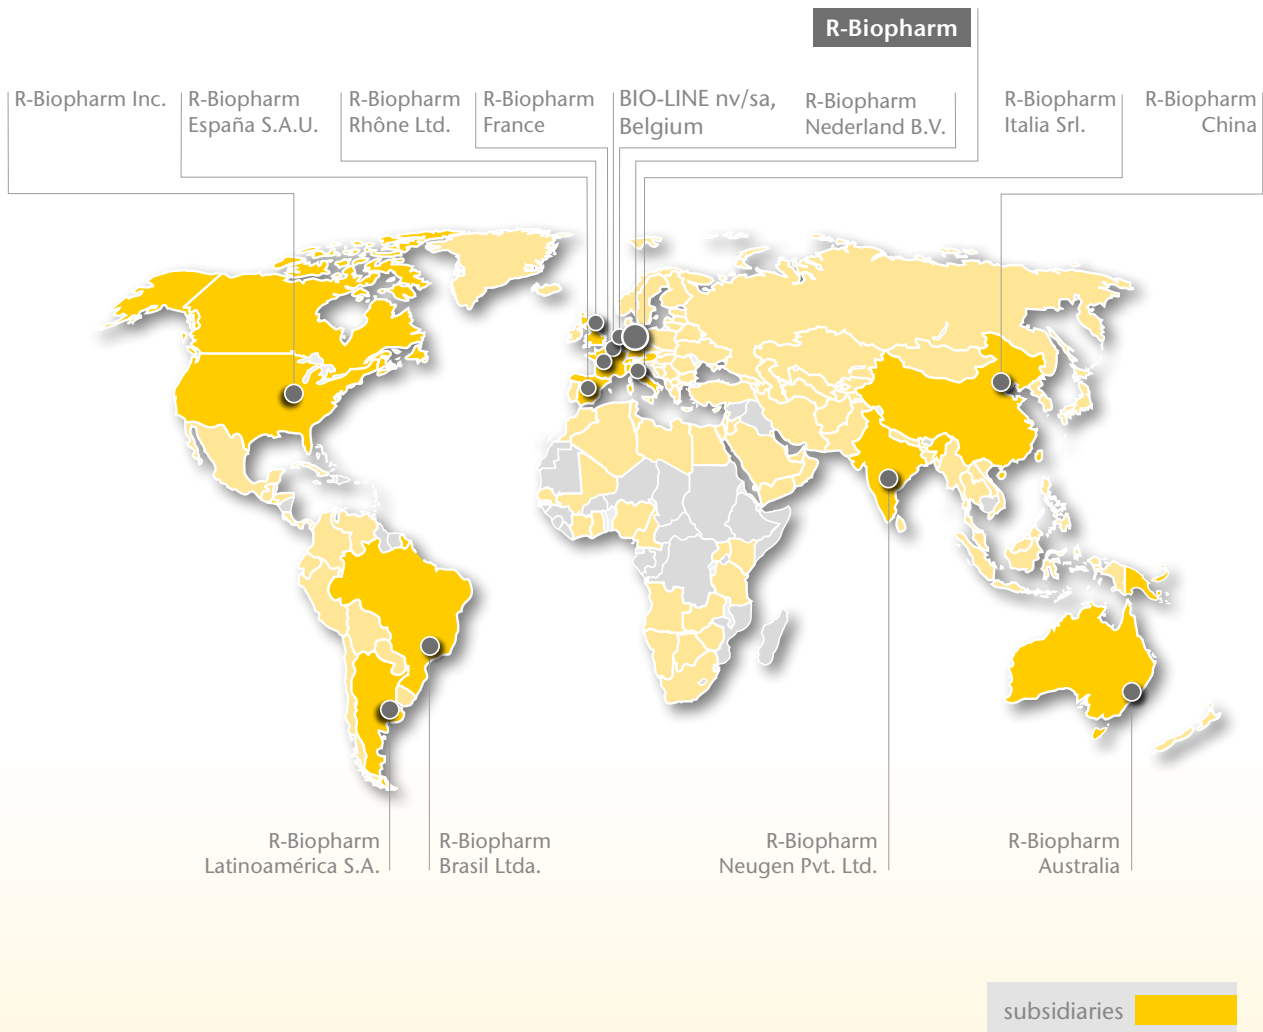 R-Biopharm
R-Biopharm Inc.
R-Biopharm
España S.A.U.
R-Biopharm
Rhône Ltd.
R-Biopharm
France
BIO-LINE nv/sa,
Belgium
R-Biopharm
Nederland B.V.
R-Biopharm
Italia Srl.
R-Biopharm
China
R-Biopharm
Latinoamérica S.A.
R-Biopharm
Brasil Ltda.
R-Biopharm
Neugen Pvt. Ltd.
R-Biopharm
Australia
subsidiaries